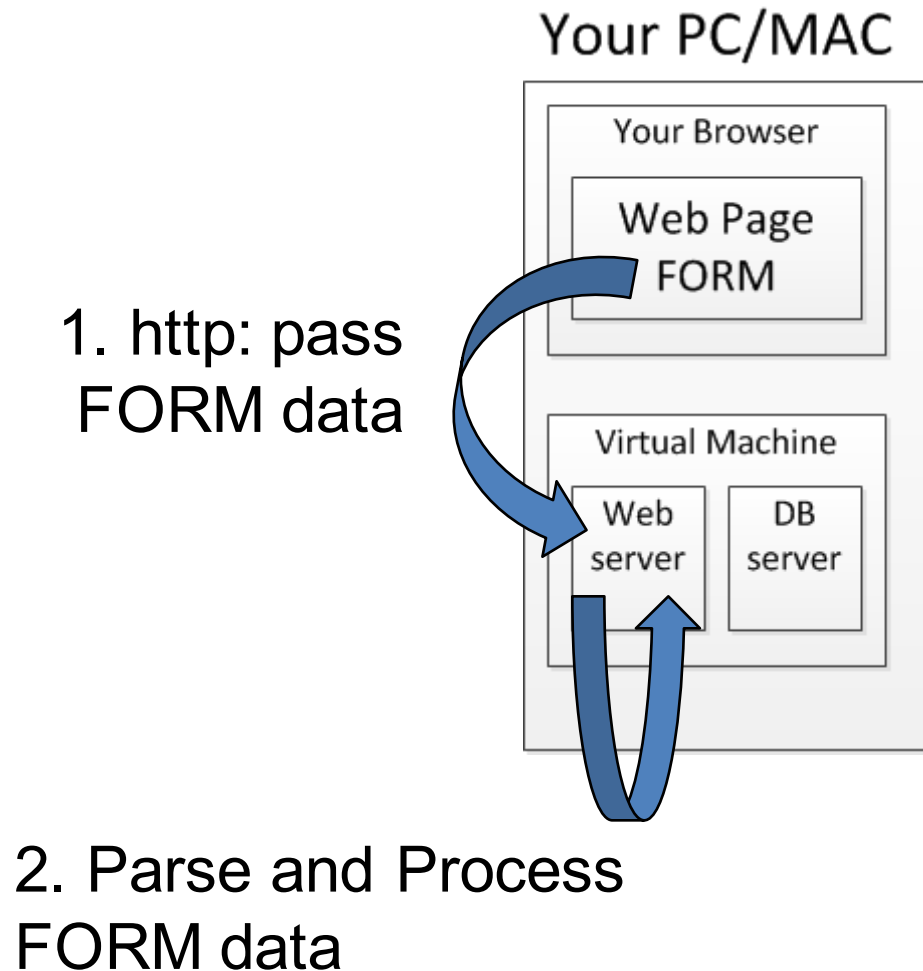 Your PC/MAC
Your Browser
Web Page
FORM
1. http: pass
FORM data
Virtual Machine
Web
server
DB
server
2. Parse and Process
FORM data